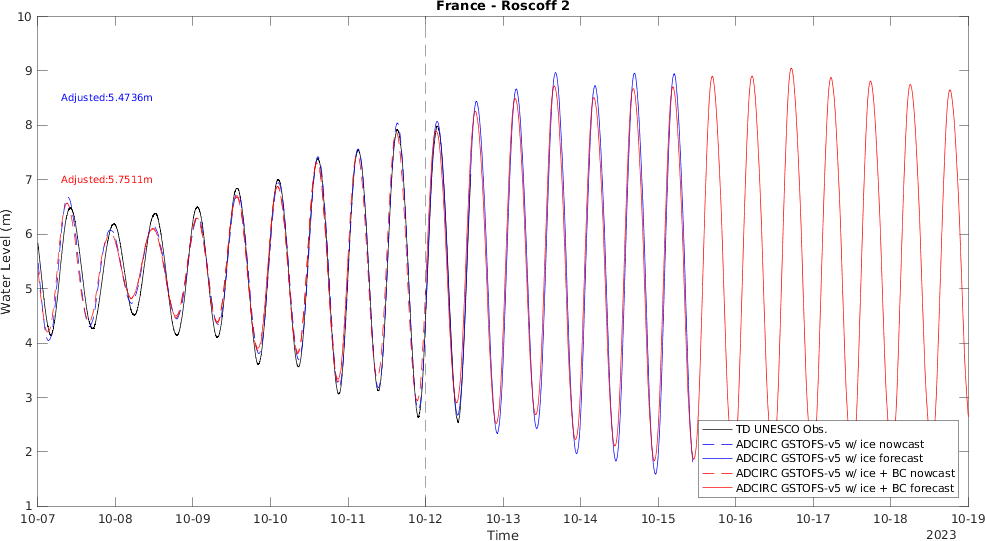 France - Roscoff 2
Water Level (m)
10
9
8
7
6
5
4
3
2
1
Adjusted:5.4736m
Adjusted:5.7511m
TD UNESCO Obs.
ADCIRC GSTOFS-v5 w/ ice nowcast
ADCIRC GSTOFS-v5 w/ ice forecast
ADCIRC GSTOFS-v5 w/ ice + BC nowcast
ADCIRC GSTOFS-v5 w/ ice + BC forecast
10-07 10-08 10-09 10-10 10-11 10-12 10-13 10-14 10-15 10-16 10-17 10-18 10-19
Time
2023